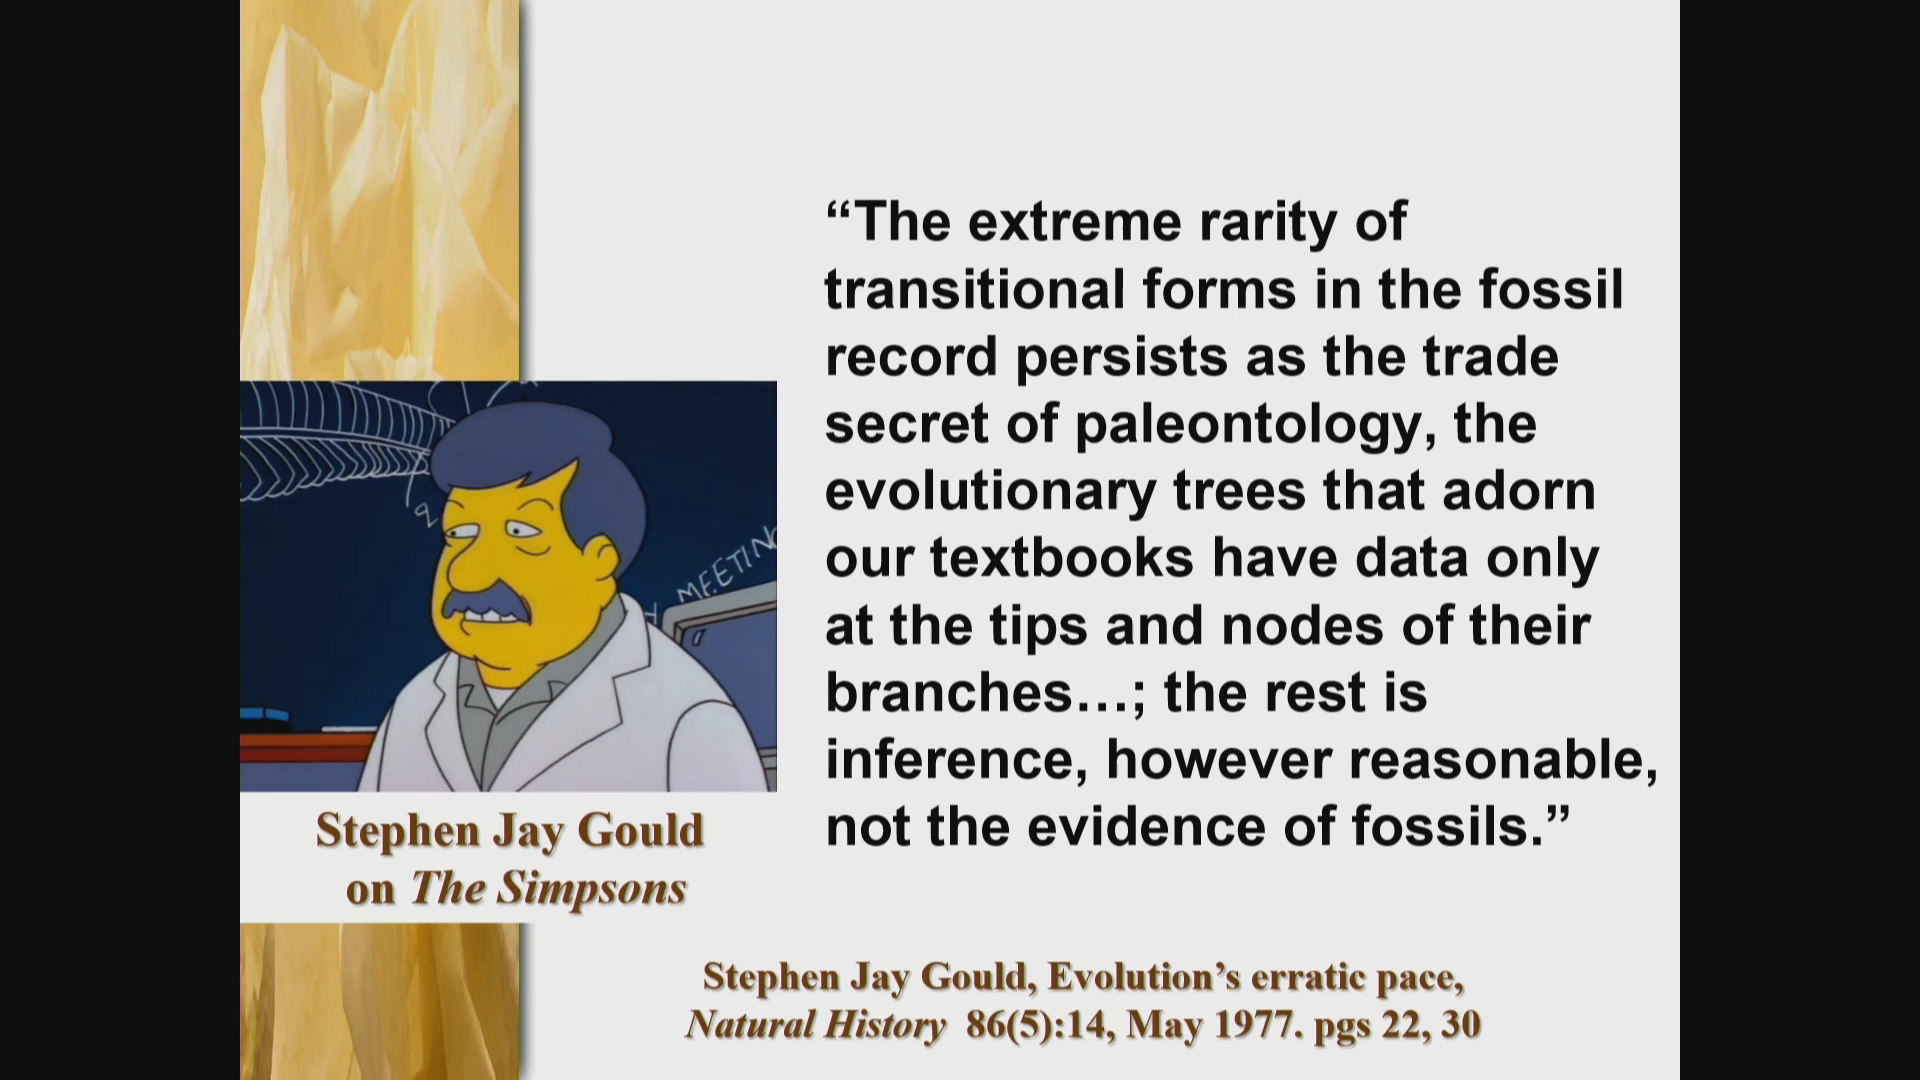 “The extreme rarity of
transitional forms in the fossil
record persists as the trade
secret of paleontology, the
evolutionary trees that adorn
our textbooks have data only
at the tips and nodes of their
branches…; the rest is
inference, however reasonable,
not the evidence of fossils.”
MEETING
Stephen Jay Gould
on The Simpsons
Stephen Jay Gould, Evolution’s erratic pace,
Natural History 86(5):14, May 1977. pgs 22, 30